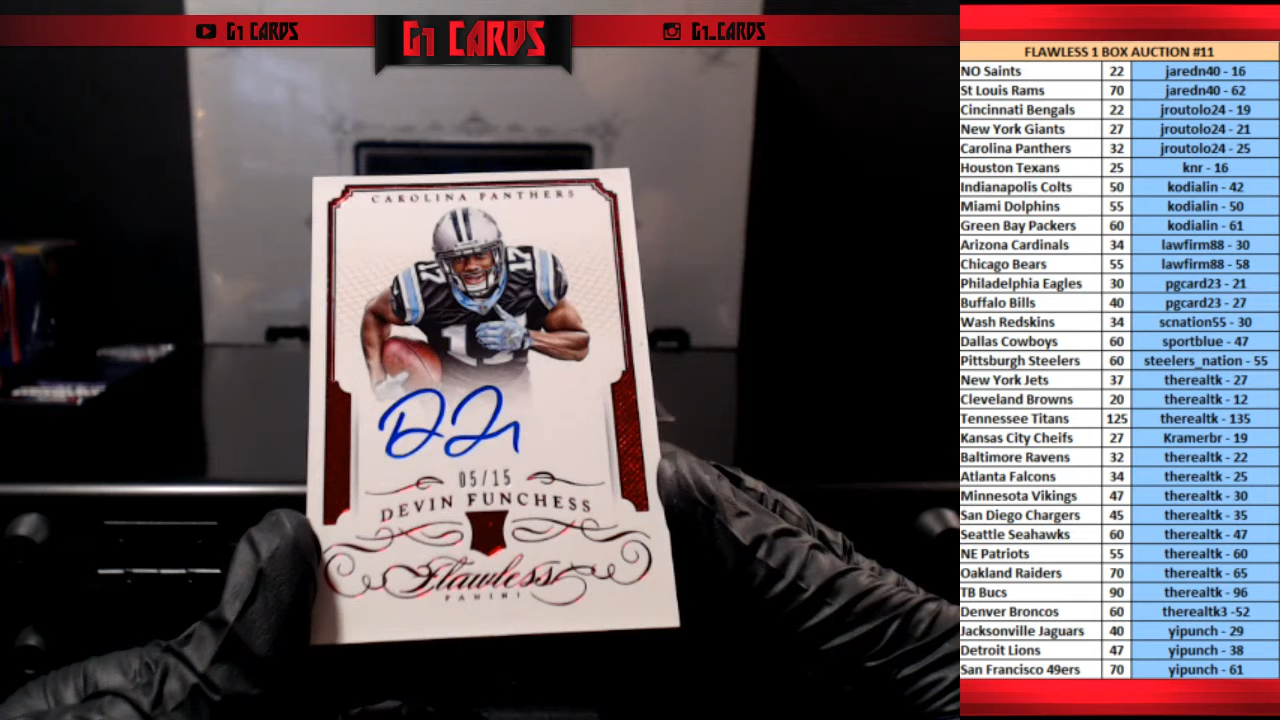 G1 CARDS
G1 CARDS
G1_CARDS
CAROLINA PANTHERS
17
17
17
05/15
DEVIN FUNCHESS
Flawless
PANINI
FLAWLESS 1 BOX AUCTION #11
NO Saints 22 jaredn40 - 16
St Louis Rams 70 jaredn40 - 62
Cincinnati Bengals 22 jroutolo24 - 19
New York Giants 27 jroutolo24 - 21
Carolina Panthers 32 jroutolo24 - 25
Houston Texans 25 knr - 16
Indianapolis Colts 50 kodialin - 42
Miami Dolphins 55 kodialin - 50
Green Bay Packers 60 kodialin - 61
Arizona Cardinals 34 lawfirm88 - 30
Chicago Bears 55 lawfirm88 - 58
Philadelphia Eagles 30 pgcard23 - 21
Buffalo Bills 40 pgcard23 - 27
Wash Redskins 34 scnation55 - 30
Dallas Cowboys 60 sportblue - 47
Pittsburgh Steelers 60 steelers_nation - 55
New York Jets 37 therealtk - 27
Cleveland Browns 20 therealtk - 12
Tennessee Titans 125 therealtk - 135
Kansas City Cheifs 27 Kramerbr - 19
Baltimore Ravens 32 therealtk - 22
Atlanta Falcons 34 therealtk - 25
Minnesota Vikings 47 therealtk - 30
San Diego Chargers 45 therealtk - 35
Seattle Seahawks 60 therealtk - 47
NE Patriots 55 therealtk - 60
Oakland Raiders 70 therealtk - 65
TB Bucs 90 therealtk - 96
Denver Broncos 60 therealtk3 -52
Jacksonville Jaguars 40 yipunch - 29
Detroit Lions 47 yipunch - 38
San Francisco 49ers 70 yipunch - 61